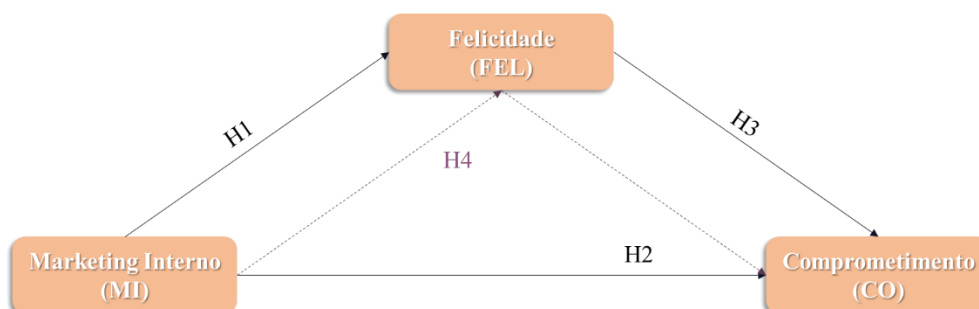 Felicidade
(FEL)
H1
H3
H4
H2
Marketing Interno
(MI)
Comprometimento
(CO)